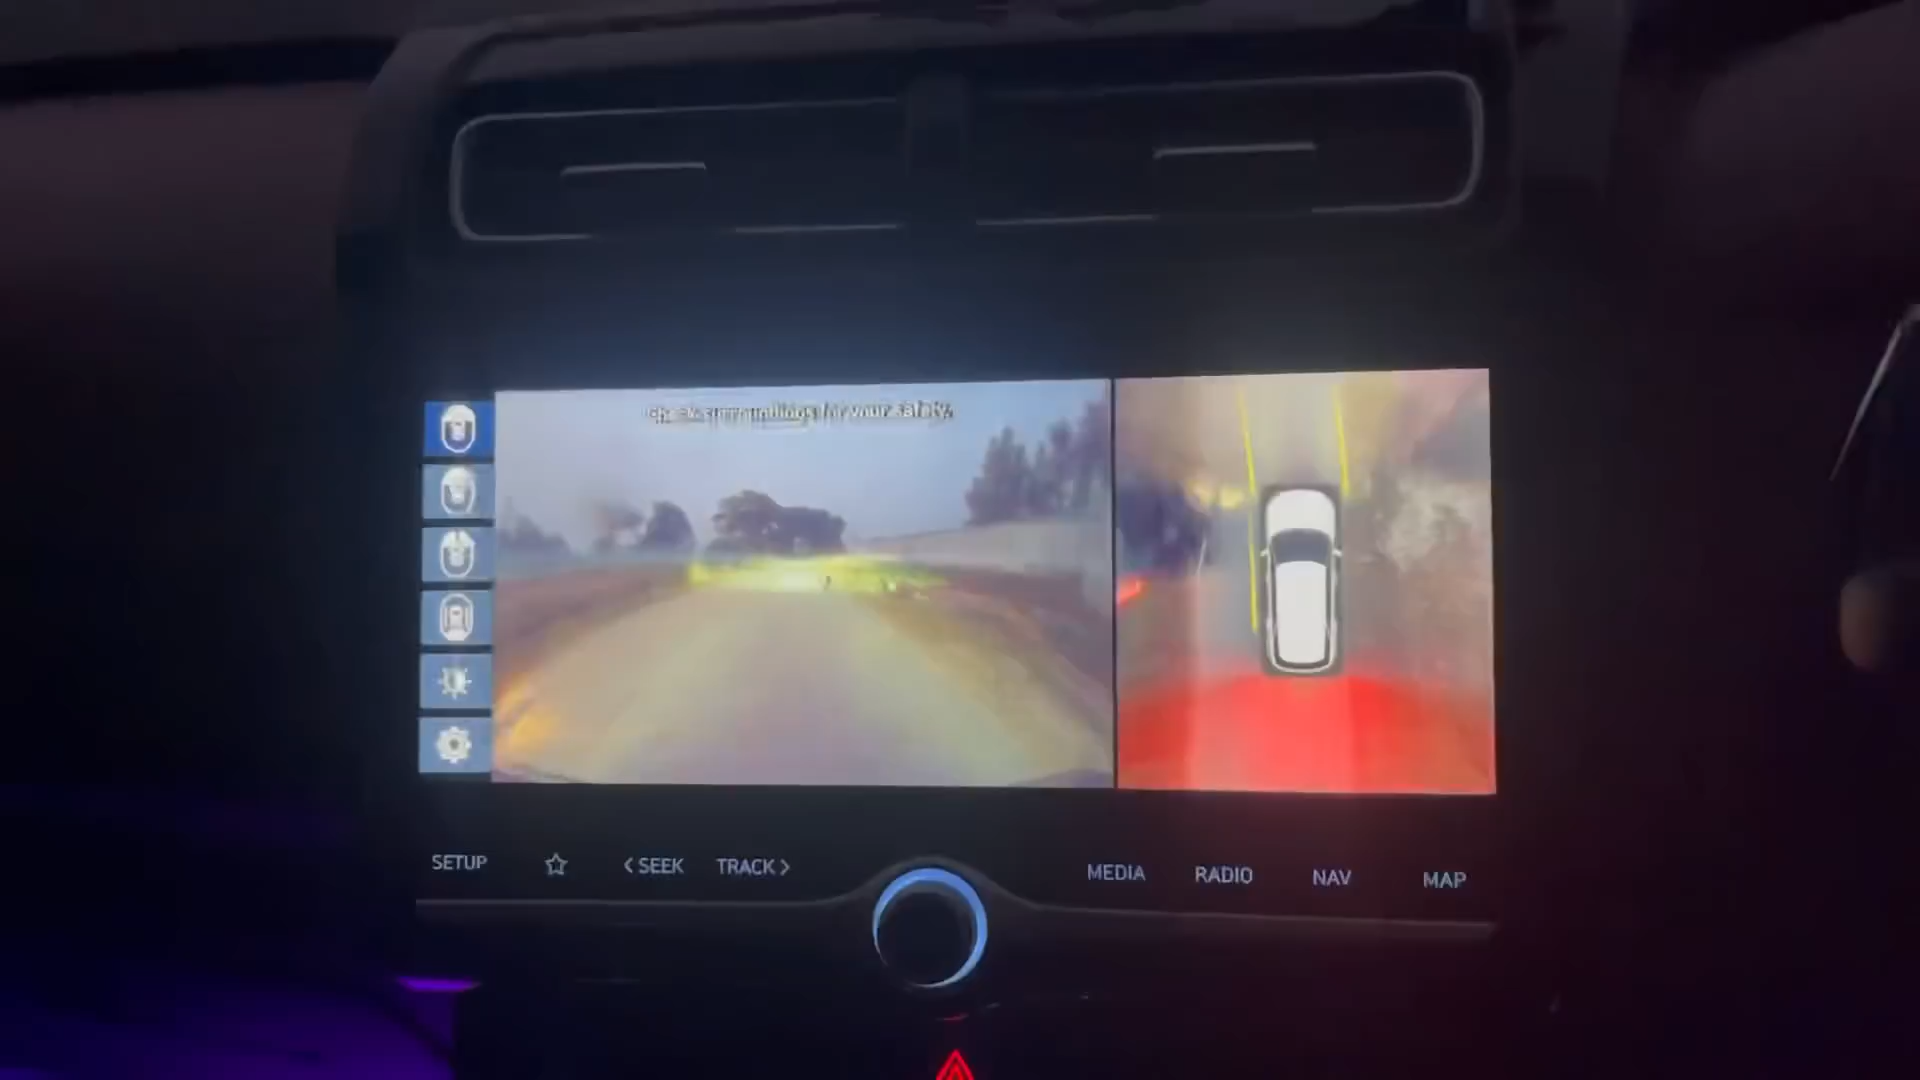 Check surroundings for your safety.
SETUP
< SEEK
TRACK >
MEDIA
RADIO
NAV
MAP